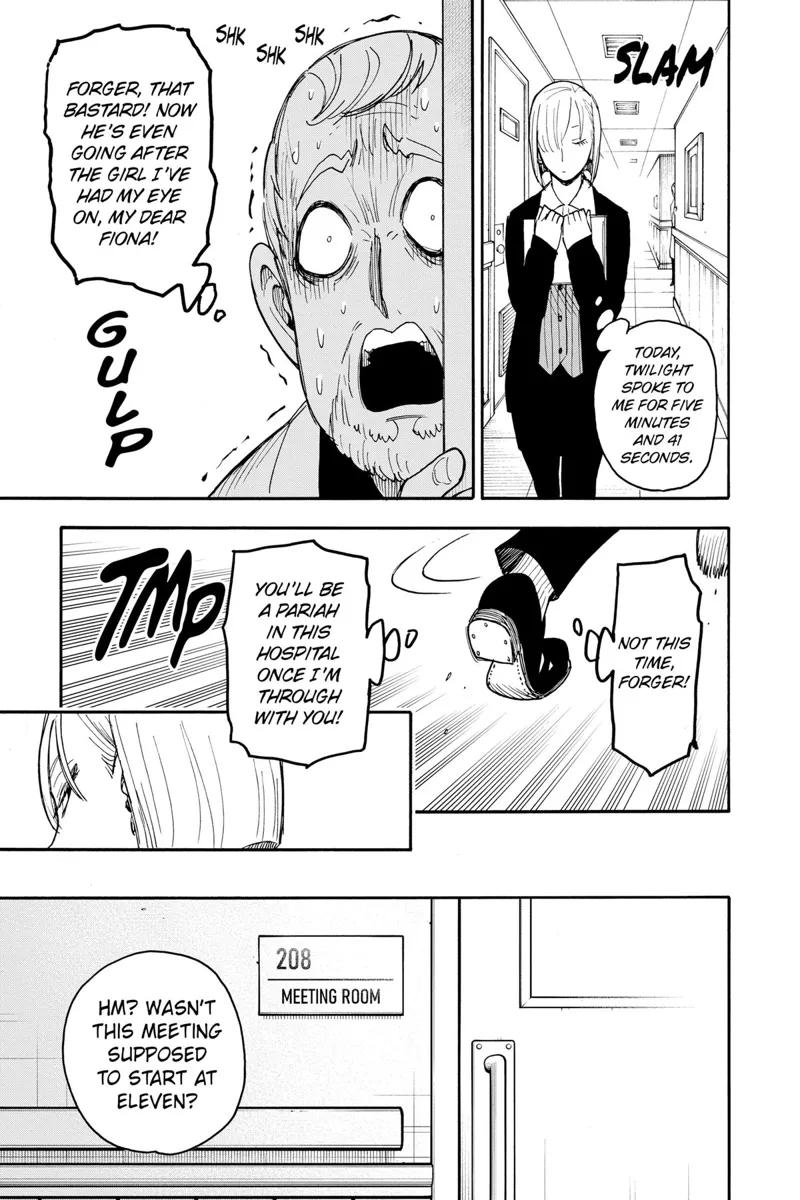 SLAM
TODAY,
TWILIGHT
SPOKE TO
ME FOR FIVE
MINUTES
AND 41
SECONDS.
SHK
SHK
SHK
FORGER, THAT
BASTARD! NOW
HE'S EVEN
GOING AFTER
THE GIRL I'VE
HAD MY EYE
ON, MY DEAR
FIONA!
GULP
NOT THIS
TIME,
FORGER!
YOU'LL BE
A PARIAH
IN THIS
HOSPITAL
ONCE I'M
THROUGH
WITH YOU!
TMP
208
MEETING ROOM
HM? WASN'T
THIS MEETING
SUPPOSED
TO START AT
ELEVEN?